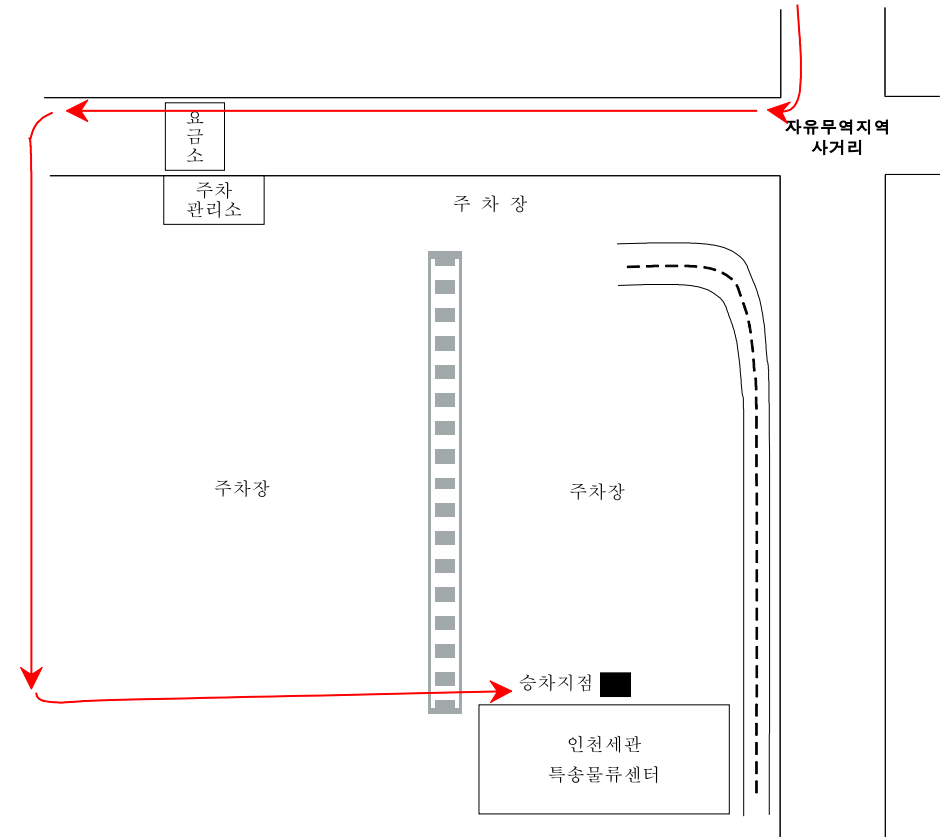 자유무역지역
사거리
요
금
소
주차
관리소
주 차 장
주차장
주차장
승차지점
인천세관
특송물류센터